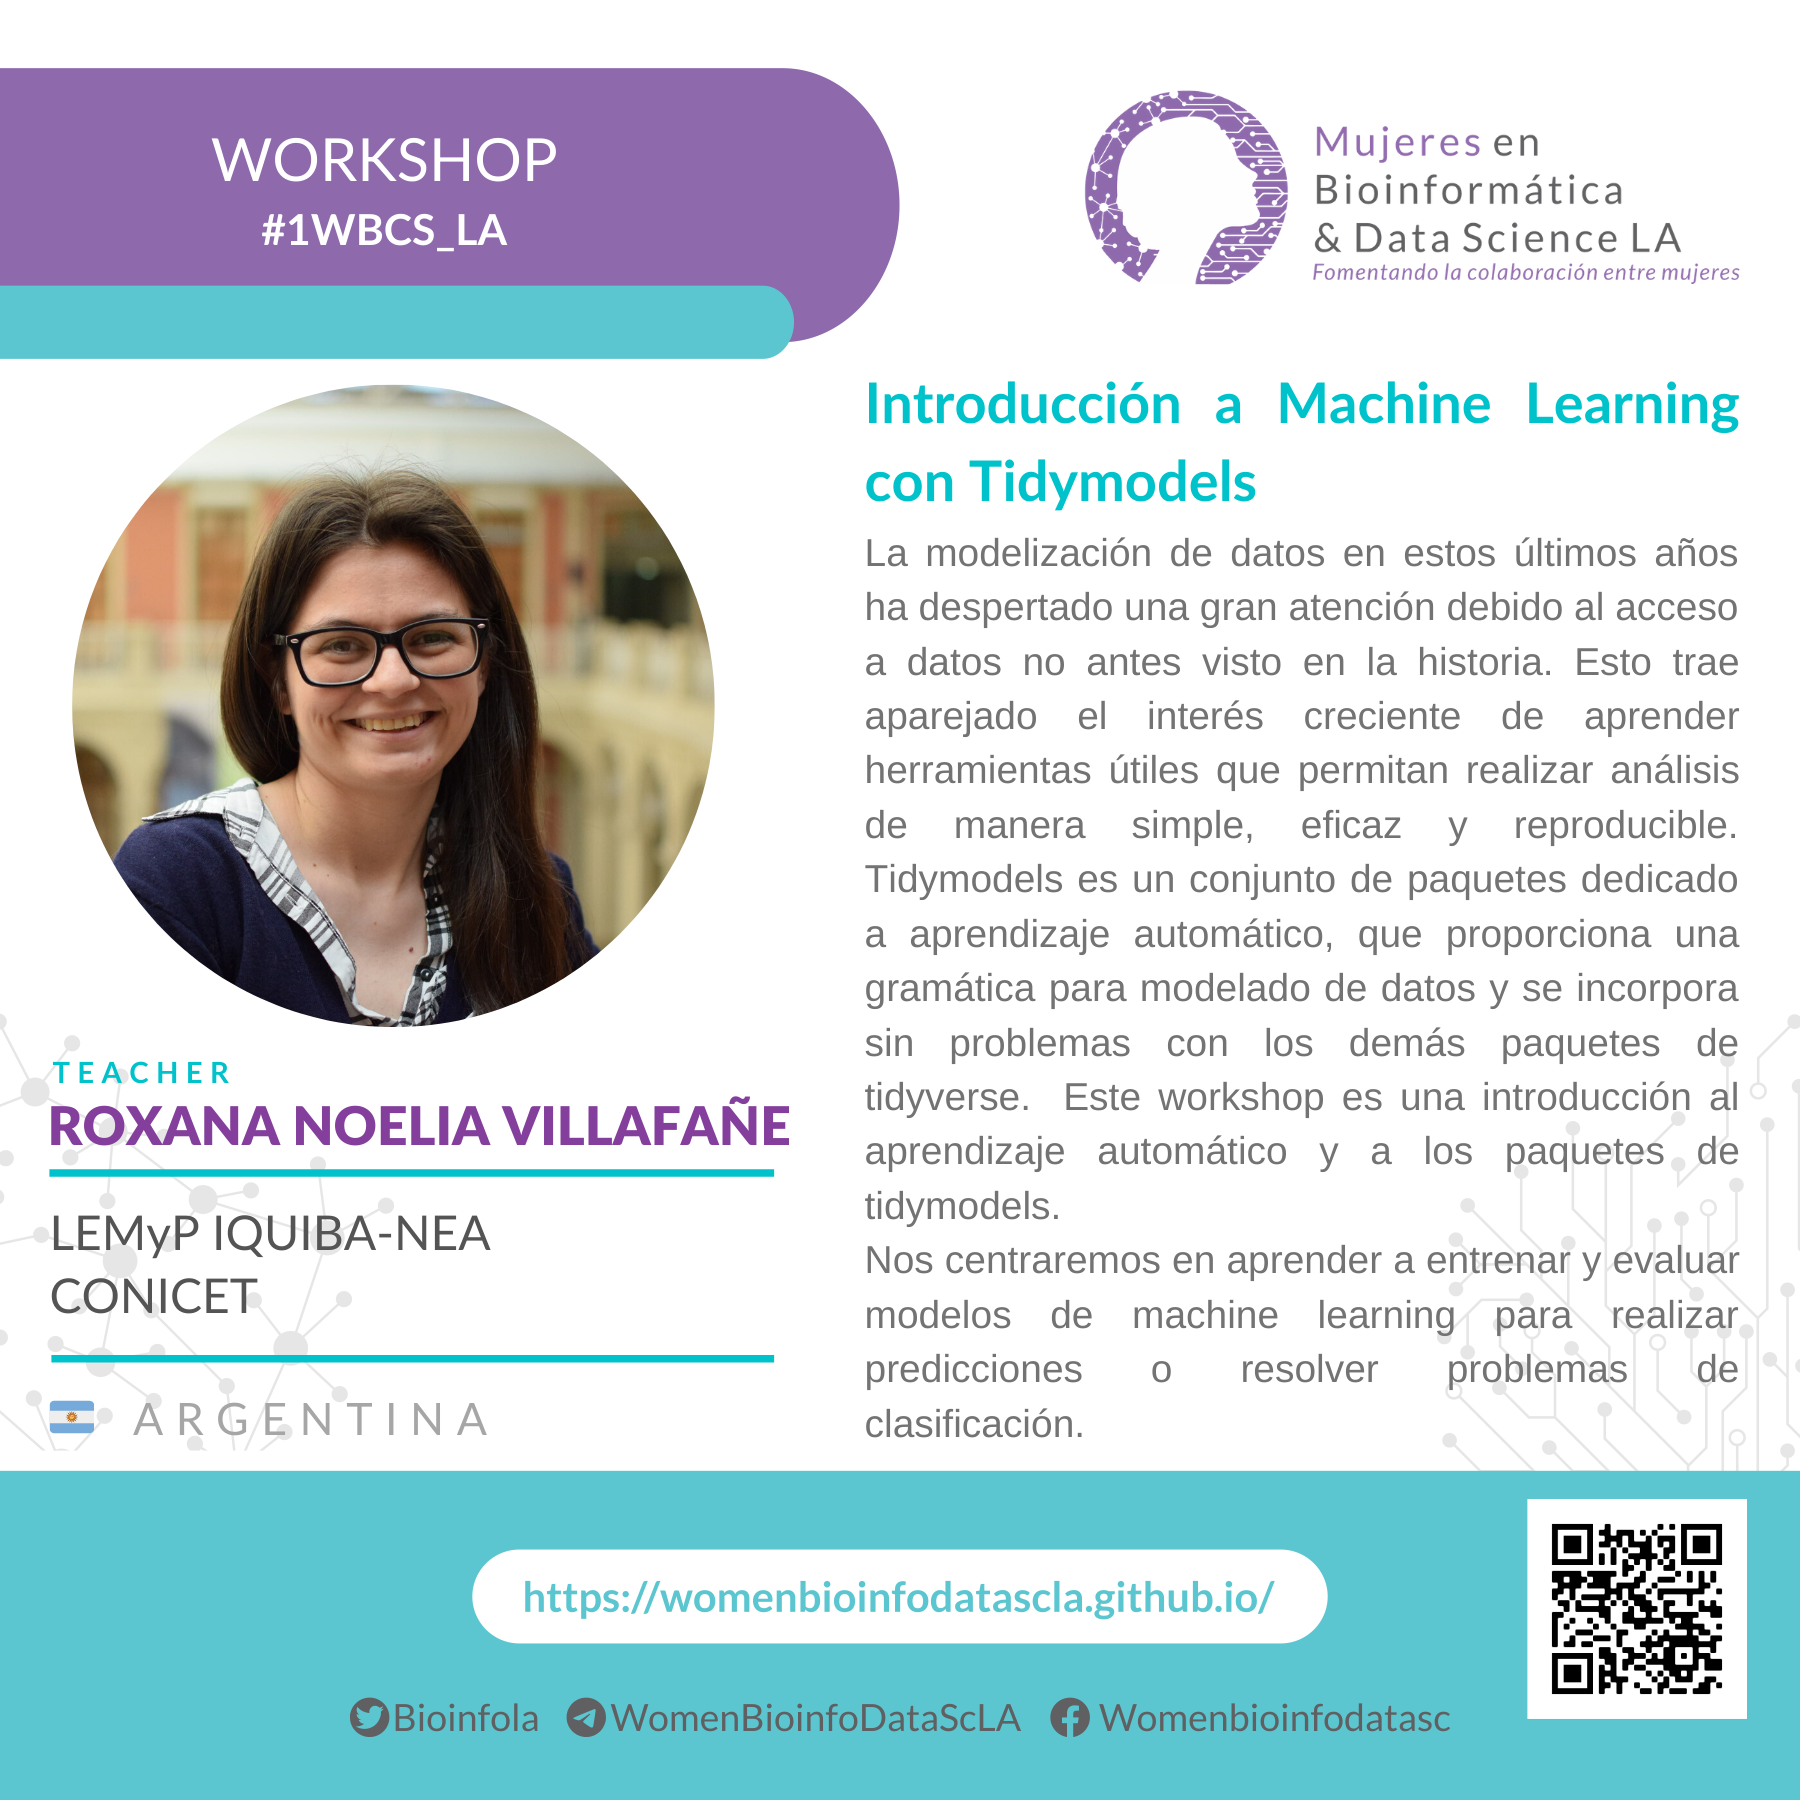 WORKSHOP
#1WBCS_LA
Mujeres en
Bioinformática
& Data Science LA
Fomentando la colaboración entre mujeres
Introducción a Machine Learning
con Tidymodels
La modelización de datos en estos últimos años
ha despertado una gran atención debido al acceso
a datos no antes visto en la historia. Esto trae
aparejado el interés creciente de aprender
herramientas útiles que permitan realizar análisis
de manera simple, eficaz y reproducible.
Tidymodels es un conjunto de paquetes dedicado
a aprendizaje automático, que proporciona una
gramática para modelado de datos y se incorpora
sin problemas con los demás paquetes de
tidyverse. Este workshop es una introducción al
aprendizaje automático y a los paquetes de
tidymodels.
Nos centraremos en aprender a entrenar y evaluar
modelos de machine learning para realizar
predicciones o resolver problemas de
clasificación.
TEACHER
ROXANA NOELIA VILLAFAÑE
LEMyP IQUIBA-NEA
CONICET
ARGENTINA
https://womenbioinfodatascla.github.io/
Bioinfola WomenBioinfoDataScLA Womenbioinfodatasc